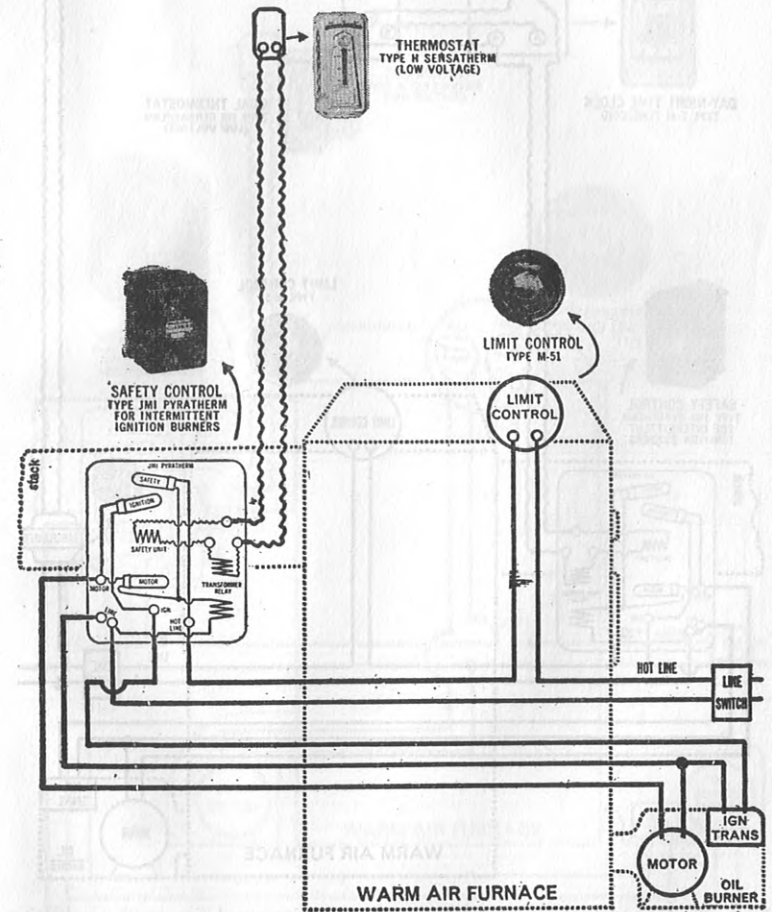 THERMOSTAT
TYPE H SENSATHERM
(LOW VOLTAGE)
LIMIT CONTROL
TYPE M-51
SAFETY CONTROL
TYPE JM1 PYRATHERM
FOR INTERMITTENT
IGNITION BURNERS
LIMIT
CONTROL
stack
JM1 PYRATHERM
SAFETY
IGNITION
SAFETY UNIT
MOTOR
MOTOR
TRANSFORMER
RELAY
LINE
IGN
HOT
LINE
HOT LINE
LINE
SWITCH
IGN
TRANS
MOTOR
OIL
BURNER
WARM AIR FURNACE